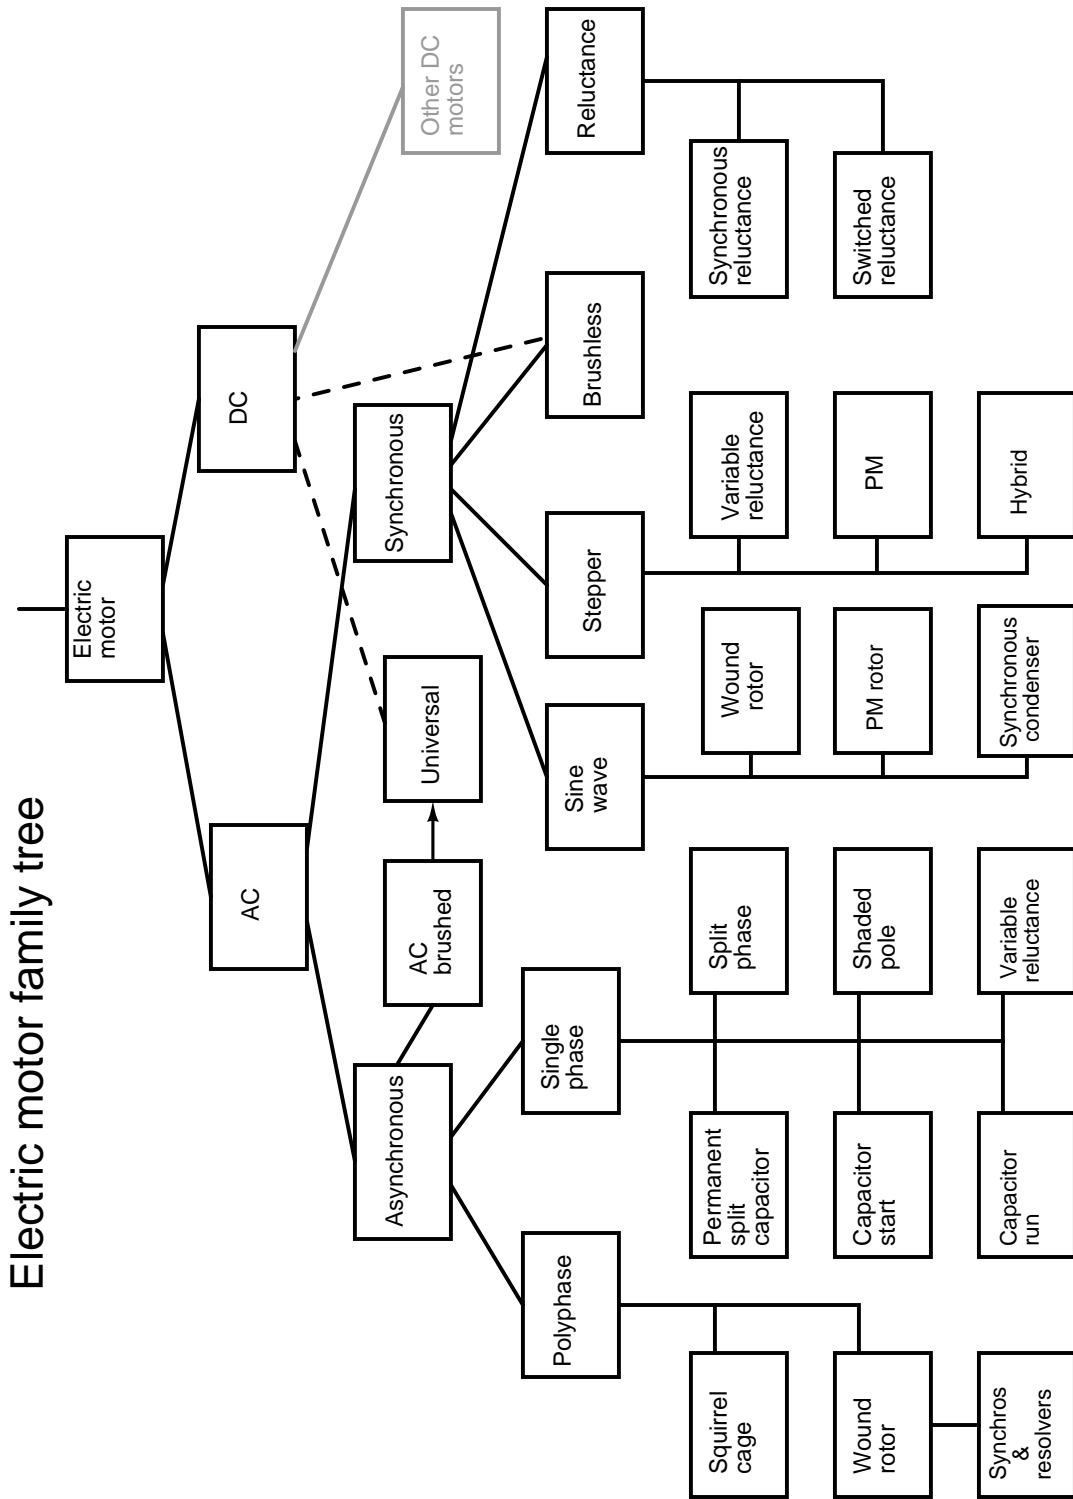 Electric motor family tree
Electric
motor
AC
DC
Asynchronous
AC
brushed
Universal
Synchronous
Other DC
motors
Polyphase
Single
phase
Sine
wave
Stepper
Brushless
Reluctance
Squirrel
cage
Wound
rotor
Synchros
&
resolvers
Permanent
split
capacitor
Split
phase
Capacitor
start
Shaded
pole
Capacitor
run
Variable
reluctance
Wound
rotor
PM rotor
Synchronous
condenser
Variable
reluctance
PM
Hybrid
Synchronous
reluctance
Switched
reluctance